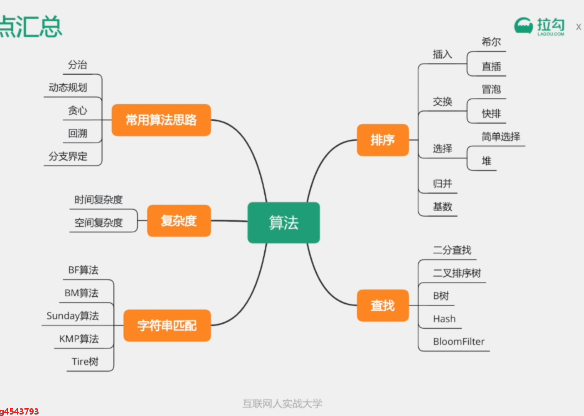 点汇总
拉勾
LAGOU.COM
x
分治
动态规划
贪心
回溯
分支界定
常用算法思路
时间复杂度
空间复杂度
复杂度
BF算法
BM算法
Sunday算法
KMP算法
Tire树
字符串匹配
算法
排序
插入
希尔
直插
交换
冒泡
快排
选择
简单选择
堆
归并
基数
查找
二分查找
二叉排序树
B树
Hash
BloomFilter
互联网人实战大学
g4543793